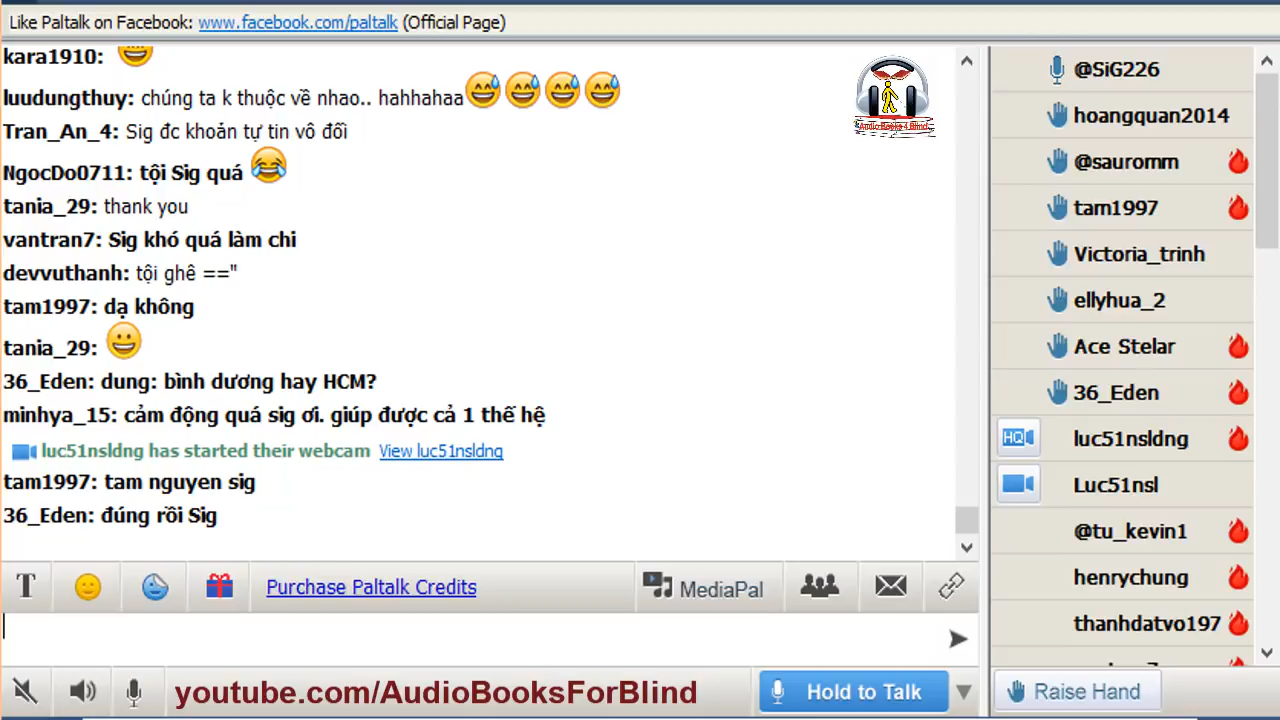 Like Paltalk on Facebook: www.facebook.com/paltalk (Official Page)
kara1910:
luudungthuy: chúng ta k thuộc về nhao.. hahhahaa
Tran_An_4: Sig đc khoản tự tin vô đối
NgocDo0711: tội Sig quá
tania_29: thank you
vantran7: Sig khó quá làm chi
devvuthanh: tội ghê =="
tam1997: dạ không
tania_29:
36_Eden: dung: bình dương hay HCM?
minhya_15: cảm động quá sig ơi. giúp được cả 1 thế hệ
luc51nsldng has started their webcam View luc51nsldng
tam1997: tam nguyen sig
36_Eden: đúng rồi Sig
Audio Books 4 Blind
T Purchase Paltalk Credits MediaPal
youtube.com/AudioBooksForBlind Hold to Talk
@SiG226
hoangquan2014
@sauromm
tam1997
Victoria_trinh
ellyhua_2
Ace Stelar
36_Eden
HQ luc51nsldng
Luc51nsl
@tu_kevin1
henrychung
thanhdatvo197
Raise Hand